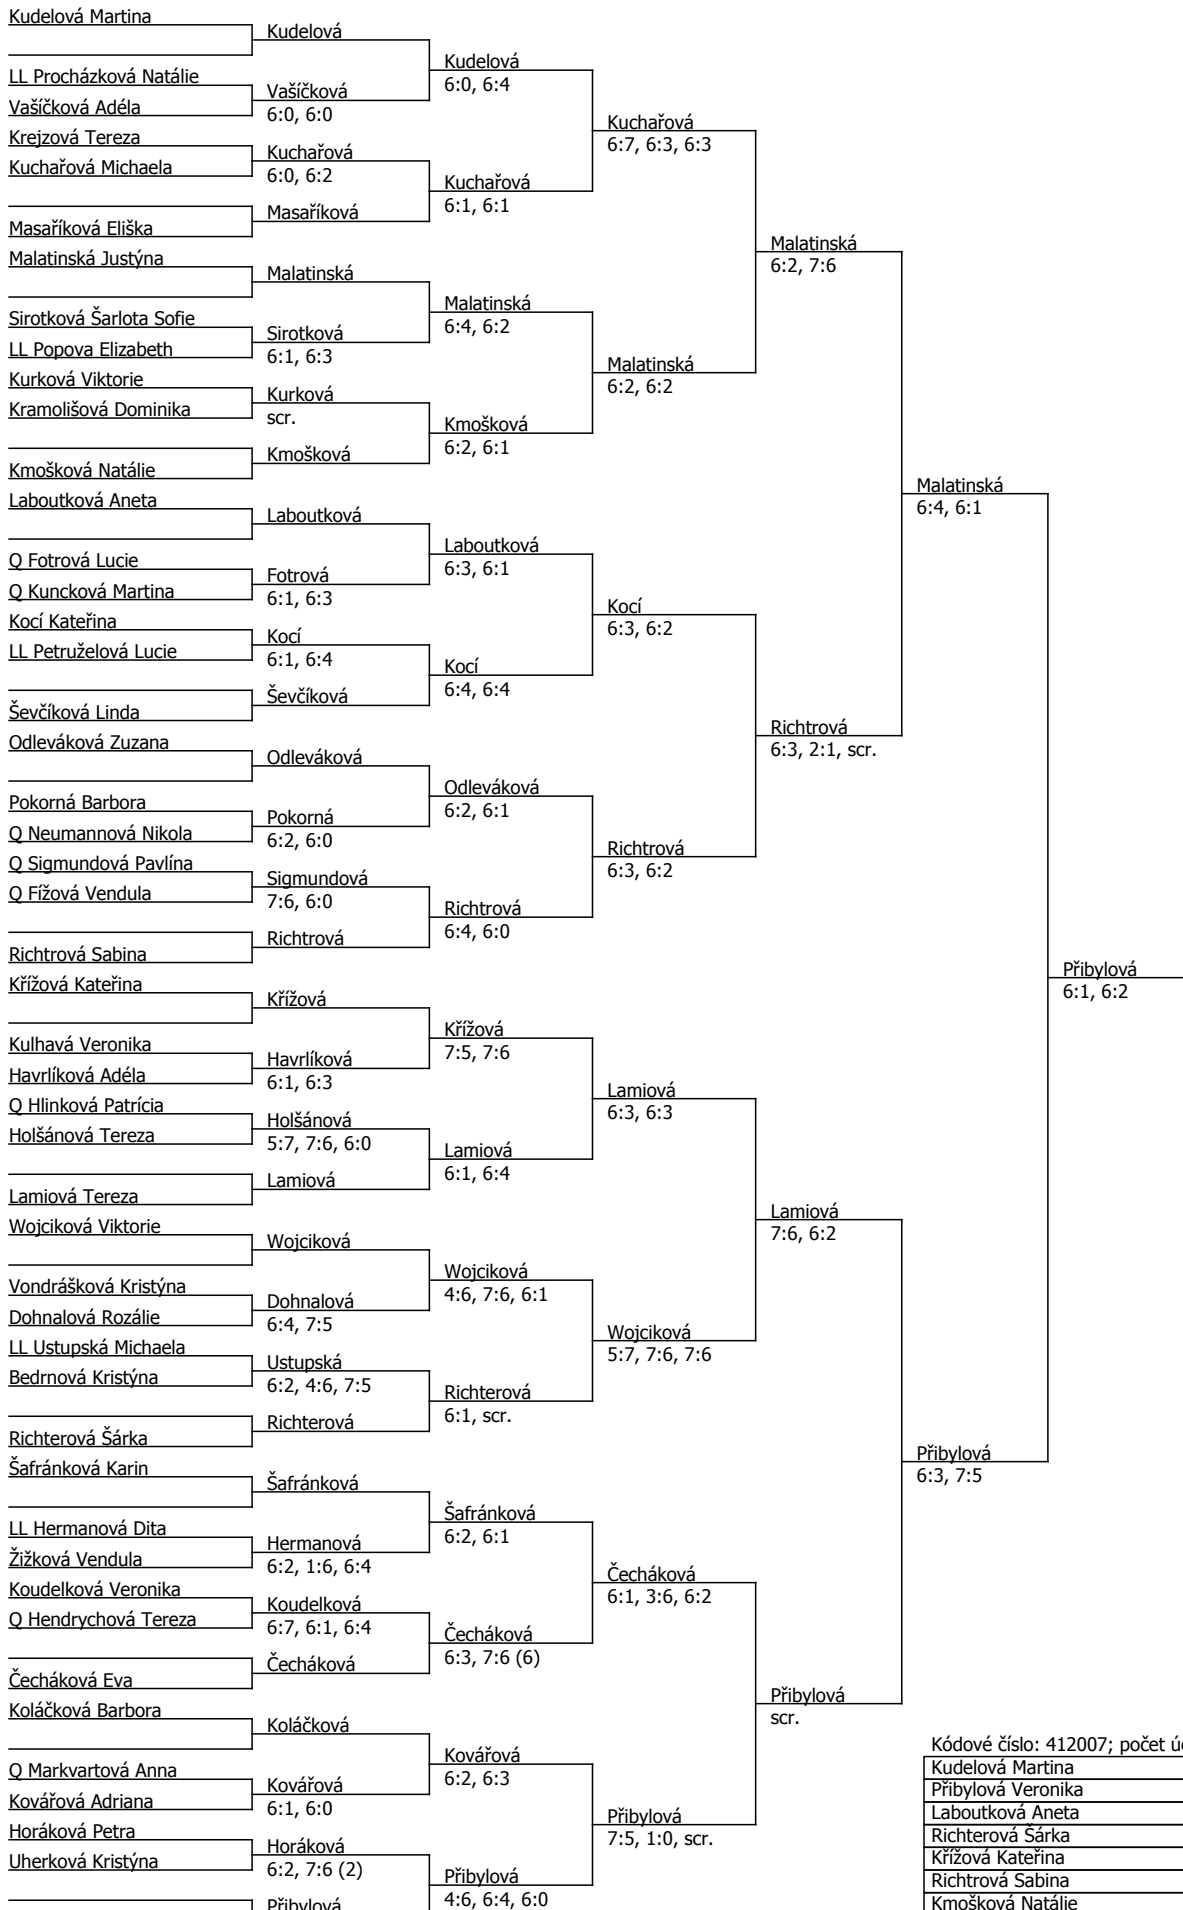 Kudelová Martina
LL Procházková Natálie
Vašíčková Adéla
Krejzová Tereza
Kuchařová Michaela
Masaříková Eliška
Malatinská Justýna
Sirotková Šarlota Sofie
LL Popova Elizabeth
Kurková Viktorie
Kramolišová Dominika
Kmošková Natálie
Laboutková Aneta
Q Fotrová Lucie
Q Kuncková Martina
Kocí Kateřina
LL Petruželová Lucie
Ševčíková Linda
Odleváková Zuzana
Pokorná Barbora
Q Neumannová Nikola
Q Sigmundová Pavlína
Q Fížová Vendula
Richtrová Sabina
Křížová Kateřina
Kulhavá Veronika
Havrlíková Adéla
Q Hlinková Patrícia
Holšánová Tereza
Lamiová Tereza
Wojciková Viktorie
Vondrášková Kristýna
Dohnalová Rozálie
LL Ustupská Michaela
Bedrnová Kristýna
Richterová Šárka
Šafránková Karin
LL Hermanová Dita
Žižková Vendula
Koudelková Veronika
Q Hendrychová Tereza
Čecháková Eva
Koláčková Barbora
Q Markvartová Anna
Kovářová Adriana
Horáková Petra
Uherková Kristýna
Kudelová
Vašíčková
6:0, 6:0
Kuchařová
6:0, 6:2
Masaříková
Malatinská
Sirotková
6:1, 6:3
Kurková
scr.
Kmošková
Laboutková
Fotrová
6:1, 6:3
Kocí
6:1, 6:4
Ševčíková
Odleváková
Pokorná
6:2, 6:0
Sigmundová
7:6, 6:0
Richtrová
Křížová
Havrlíková
6:1, 6:3
Holšánová
5:7, 7:6, 6:0
Lamiová
Wojciková
Dohnalová
6:4, 7:5
Ustupská
6:2, 4:6, 7:5
Richterová
Šafránková
Hermanová
6:2, 1:6, 6:4
Koudelková
6:7, 6:1, 6:4
Čecháková
Koláčková
Kovářová
6:1, 6:0
Horáková
6:2, 7:6 (2)
Přibylová
Kudelová
6:0, 6:4
Kuchařová
6:1, 6:1
Malatinská
6:4, 6:2
Kmošková
6:2, 6:1
Laboutková
6:3, 6:1
Kocí
6:4, 6:4
Odleváková
6:2, 6:1
Richtrová
6:4, 6:0
Křížová
7:5, 7:6
Lamiová
6:1, 6:4
Wojciková
4:6, 7:6, 6:1
Richterová
6:1, scr.
Šafránková
6:2, 6:1
Čecháková
6:3, 7:6 (6)
Kovářová
6:2, 6:3
Přibylová
4:6, 6:4, 6:0
Kuchařová
6:7, 6:3, 6:3
Malatinská
6:2, 6:2
Kocí
6:3, 6:2
Richtrová
6:3, 6:2
Lamiová
6:3, 6:3
Wojciková
5:7, 7:6, 7:6
Čecháková
6:1, 3:6, 6:2
Přibylová
7:5, 1:0, scr.
Malatinská
6:2, 7:6
Richtrová
6:3, 2:1, scr.
Lamiová
7:6, 6:2
Přibylová
scr.
Malatinská
6:4, 6:1
Přibylová
6:3, 7:5
Přibylová
6:1, 6:2
Kódové číslo: 412007; počet
Kudelová Martina
Přibylová Veronika
Laboutková Aneta
Richterová Šárka
Křížová Kateřina
Richtrová Sabina
Kmošková Natálie